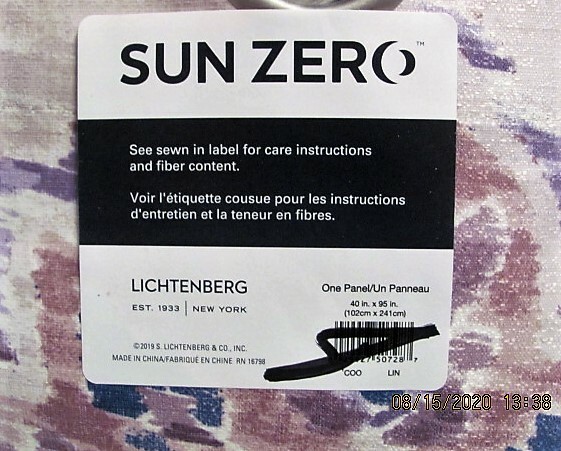 SUN ZERO™
See sewn in label for care instructions
and fiber content.
Voir l'étiquette cousue pour les instructions
d'entretien et la teneur en fibres.
LICHTENBERG
EST. 1933 | NEW YORK
©2019 S. LICHTENBERG & CO., INC.
MADE IN CHINA/FABRIQUÉ EN CHINE RN 16798
One Panel/Un Panneau
40 in. x 95 in.
(102cm x 241cm)
50728 7
COO LIN
08/15/2020 13:38